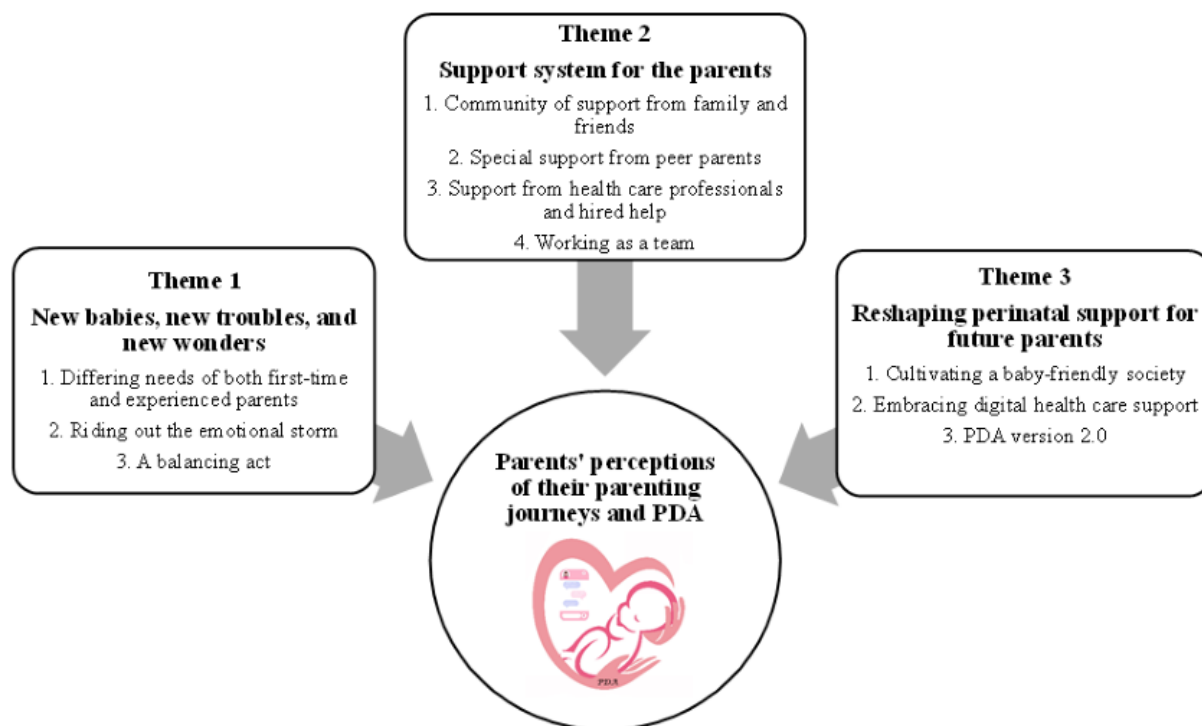 Theme 2
Support system for the parents
1. Community of support from family and
friends
2. Special support from peer parents
3. Support from health care professionals
and hired help
4. Working as a team
Theme 1
New babies, new troubles, and
new wonders
1. Differing needs of both first-time
and experienced parents
2. Riding out the emotional storm
3. A balancing act
Theme 3
Reshaping perinatal support for
future parents
1. Cultivating a baby-friendly society
2. Embracing digital health care support
3. PDA version 2.0
Parents' perceptions
of their parenting
journeys and PDA
PDA